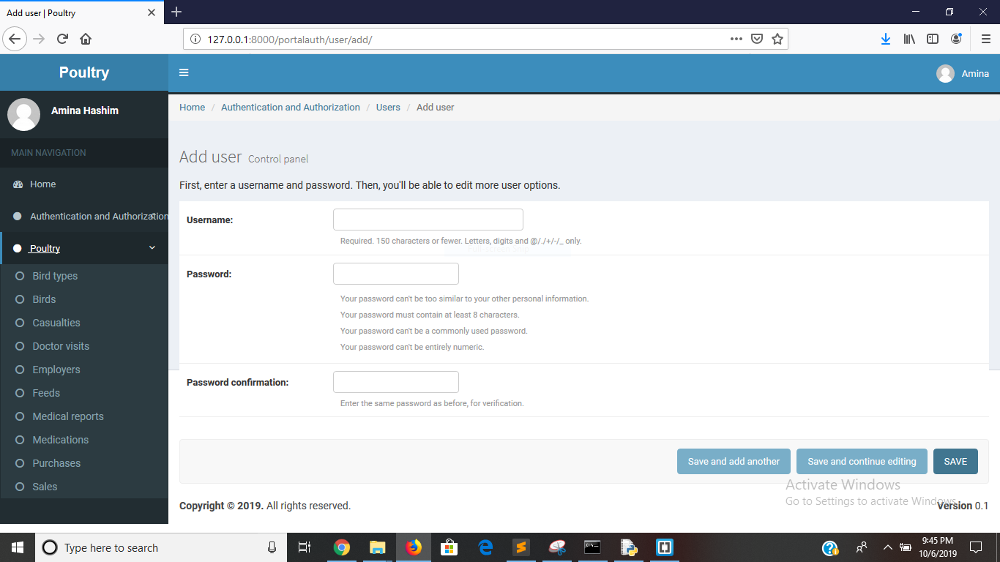 Add user | Poultry
127.0.0.1:8000/portalauth/user/add/
Poultry
Amina
Amina Hashim
Home / Authentication and Authorization / Users / Add user
MAIN NAVIGATION
Home
Authentication and Authorization
Poultry
Bird types
Birds
Casualties
Doctor visits
Employers
Feeds
Medical reports
Medications
Purchases
Sales
Add user Control panel
First, enter a username and password. Then, you'll be able to edit more user options.
Username:
Required. 150 characters or fewer. Letters, digits and @/./+/-/_ only.
Full-screen Snip
Password:
Your password can't be too similar to your other personal information.
Your password must contain at least 8 characters.
Your password can't be a commonly used password.
Your password can't be entirely numeric.
Password confirmation:
Enter the same password as before, for verification.
Save and add another
Save and continue editing
SAVE
Activate Windows
Go to Settings to activate Windows.
Copyright © 2019. All rights reserved.
Version 0.1
Type here to search
9:45 PM
10/6/2019